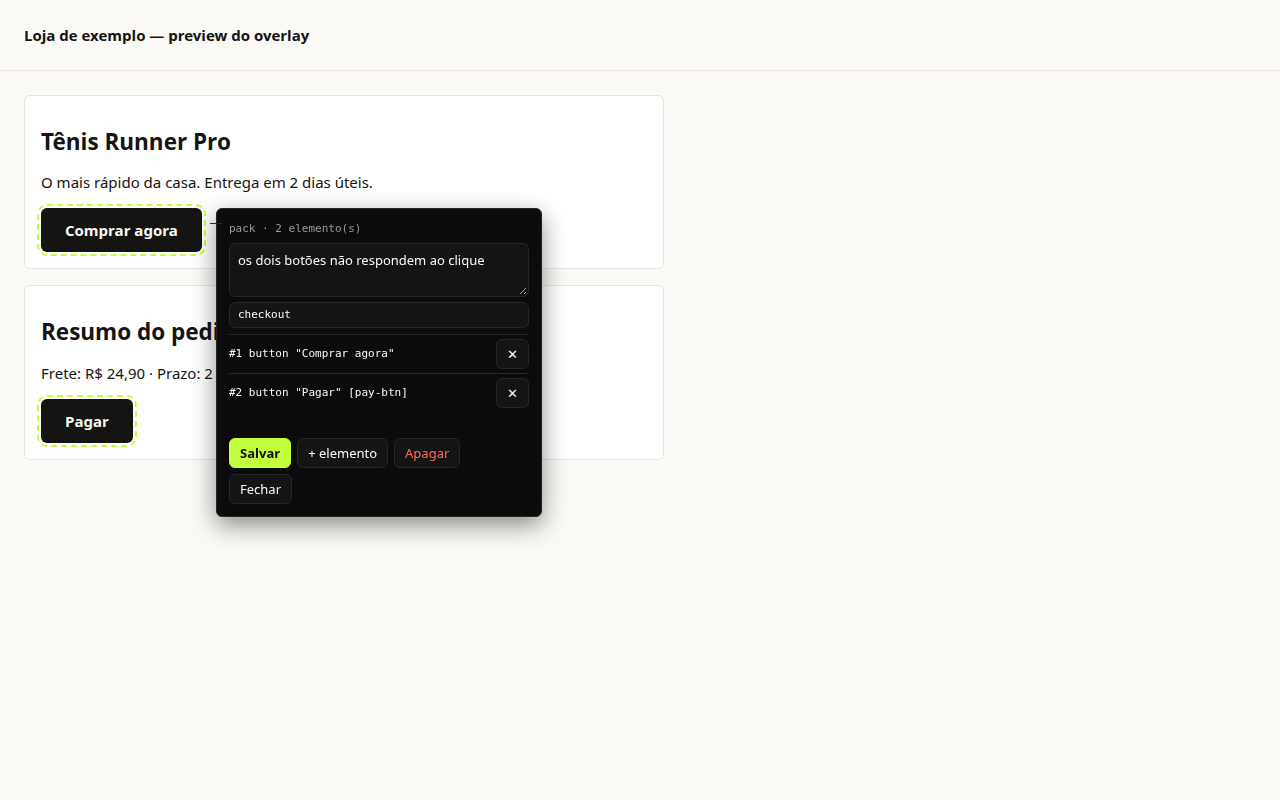 Loja de exemplo — preview do overlay
Tênis Runner Pro
O mais rápido da casa. Entrega em 2 dias úteis.
Comprar agora
pack · 2 elemento(s)
os dois botões não respondem ao clique
checkout
#1 button "Comprar agora"
✕
#2 button "Pagar" [pay-btn]
✕
Salvar
+ elemento
Apagar
Fechar
Resumo do pedi
Frete: R$ 24,90 · Prazo: 2
Pagar